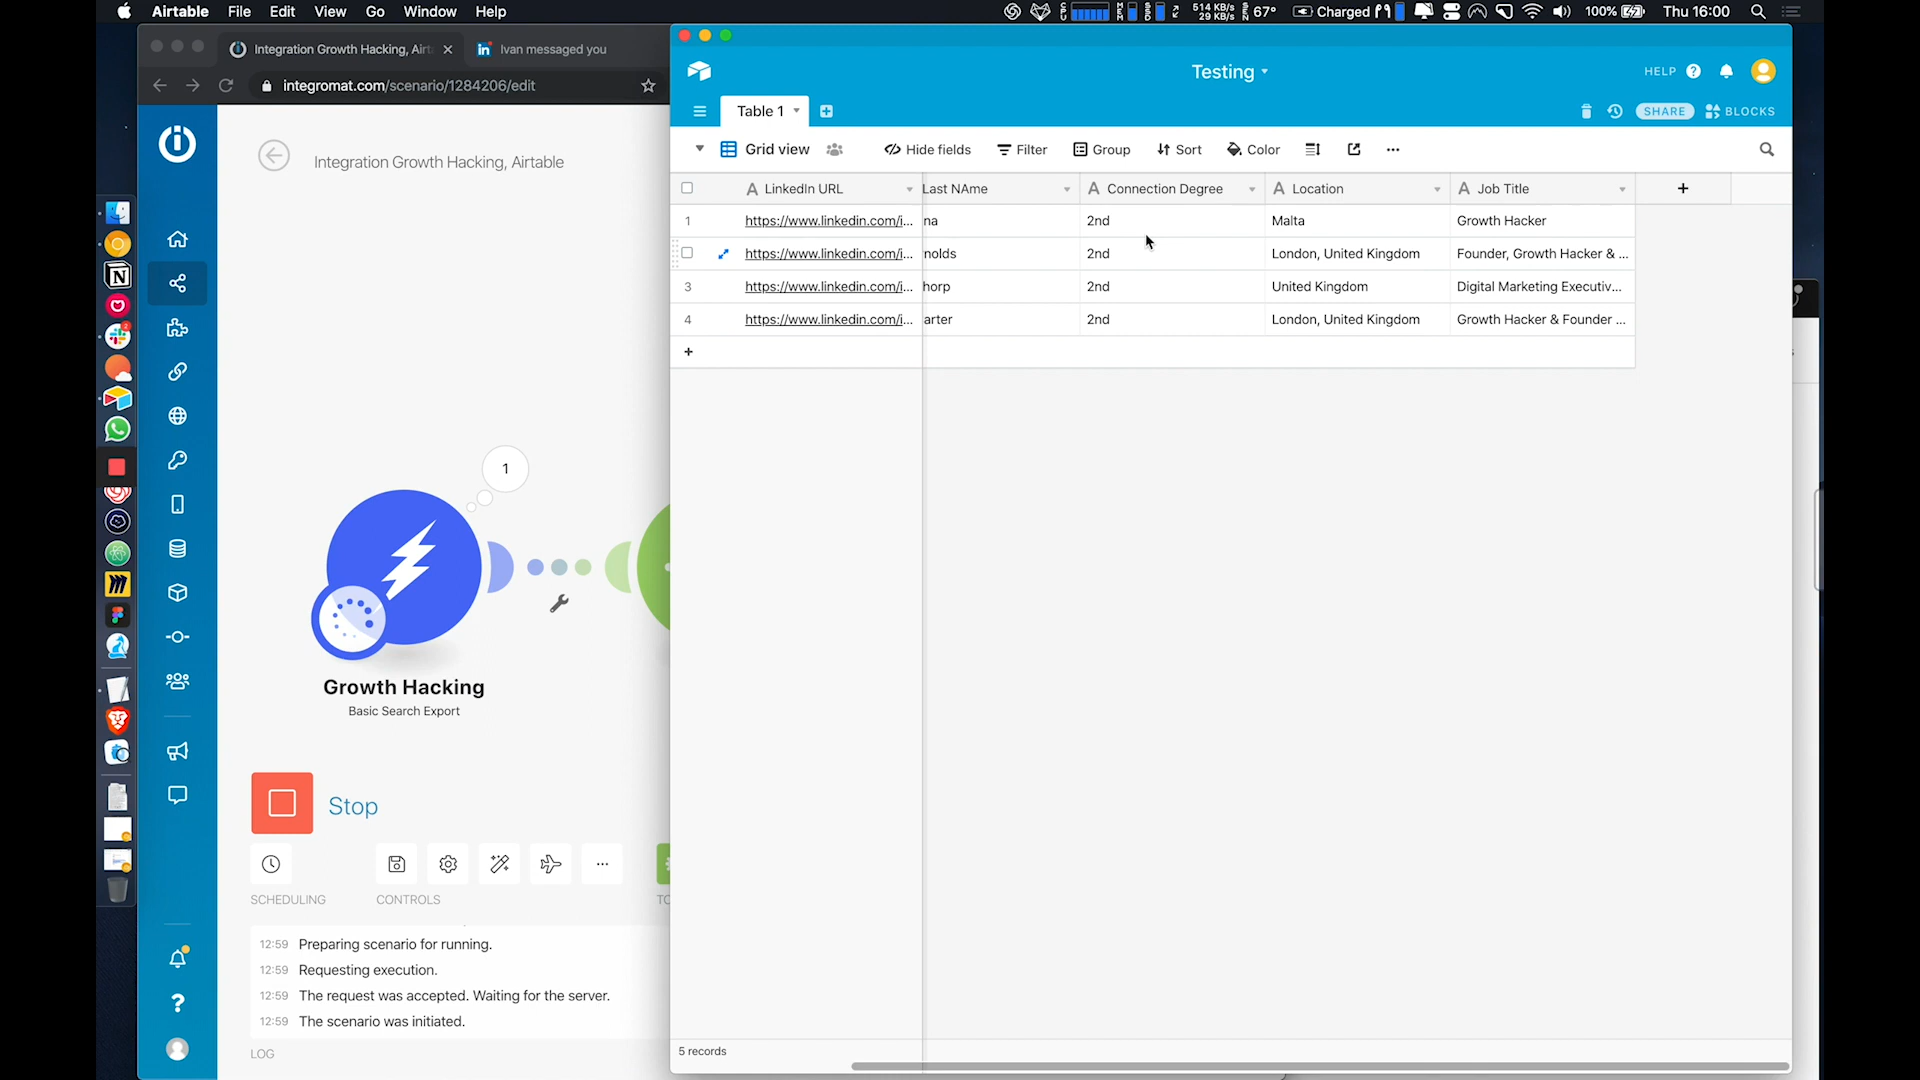 Airtable File Edit View Go Window Help
514 KB/s
29 KB/s
67° Charged 100% Thu 16:00
Integration Growth Hacking, Airt
Ivan messaged you
integromat.com/scenario/1284206/edit
Integration Growth Hacking, Airtable
1
Growth Hacking
Basic Search Export
Stop
SCHEDULING
CONTROLS
12:59 Preparing scenario for running.
12:59 Requesting execution.
12:59 The request was accepted. Waiting for the server.
12:59 The scenario was initiated.
LOG
Testing
HELP
Table 1
SHARE
BLOCKS
Grid view
Hide fields
Filter
Group
Sort
Color
LinkedIn URL Last NAme Connection Degree Location Job Title
1 https://www.linkedin.com/i... na 2nd Malta Growth Hacker
https://www.linkedin.com/i... nolds 2nd London, United Kingdom Founder, Growth Hacker & ...
3 https://www.linkedin.com/i... horp 2nd United Kingdom Digital Marketing Executiv...
4 https://www.linkedin.com/i... arter 2nd London, United Kingdom Growth Hacker & Founder ...
5 records